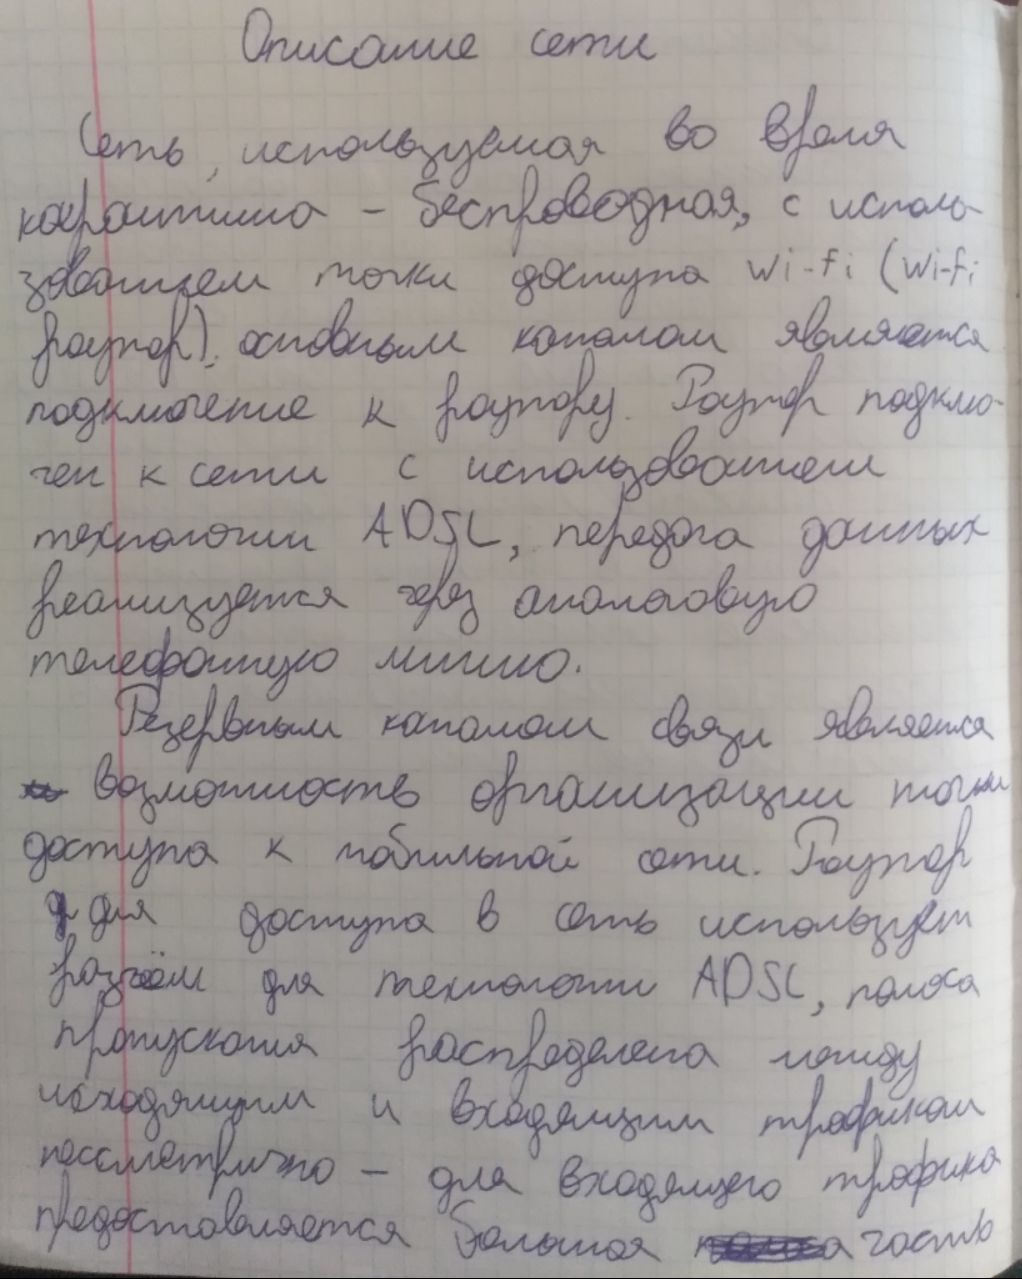 Описание сети
Сеть, используемая во время
карантина - беспроводная, с исполь-
зованием точки доступа Wi-fi (Wi-fi
роутер). основным каналом является
подключение к роутеру. Роутер подклю-
чен к сети с использованием
технологии ADSL, передача данных
реализуется через аналоговую
телефонную линию.
Резервным каналом связи является
возможность организации точки
доступа к мобильной сети. Роутер
для доступа в сеть использует
разъём для технологии ADSL, полоса
пропускания распределена между
исходящим и входящим трафиком
несиметрично - для входящего трафика
предоставляется большая часть